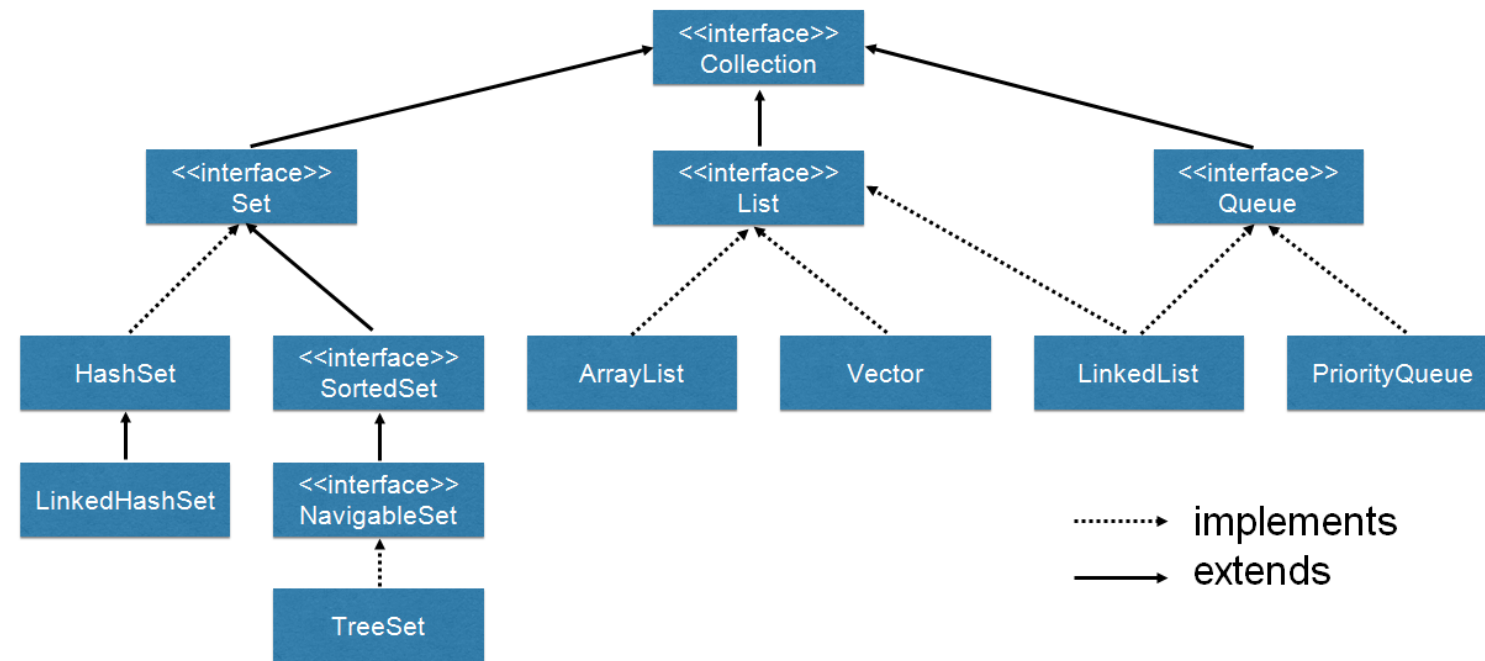 <<interface>>
Collection
<<interface>>
Set
<<interface>>
List
<<interface>>
Queue
HashSet
<<interface>>
SortedSet
ArrayList
Vector
LinkedList
PriorityQueue
LinkedHashSet
<<interface>>
NavigableSet
implements
extends
TreeSet